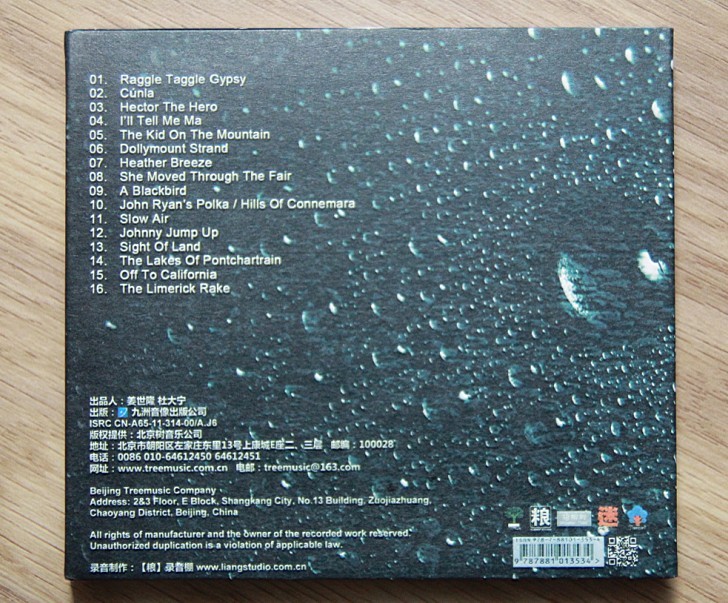 01. Raggle Taggle Gypsy
02. Cúnla
03. Hector The Hero
04. I'll Tell Me Ma
05. The Kid On The Mountain
06. Dollymount Strand
07. Heather Breeze
08. She Moved Through The Fair
09. A Blackbird
10. John Ryan's Polka / Hills Of Connemara
11. Slow Air
12. Johnny Jump Up
13. Sight Of Land
14. The Lakes Of Pontchartrain
15. Off To California
16. The Limerick Rake
出品人：姜世隆 杜大宁
出版： 九洲音像出版公司
ISRC CN-A65-11-314-00/A.J6
版权提供：北京树音乐公司
地址：北京市朝阳区左家庄东里13号上康城E座二、三层 邮编：100028
电话：0086 010-64612450 64612451
网址：www.treemusic.com.cn 电邮：treemusic@163.com
Beijing Treemusic Company
Address: 2&3 Floor, E Block, Shangkang City, No.13 Building, Zuojiazhuang,
Chaoyang District, Beijing, China
All rights of manufacturer and the owner of the recorded work reserved.
Unauthorized duplication is a violation of applicable law.
录音制作：【粮】录音棚 www.liangstudio.com.cn
粮
迷
9 787881 013534 >